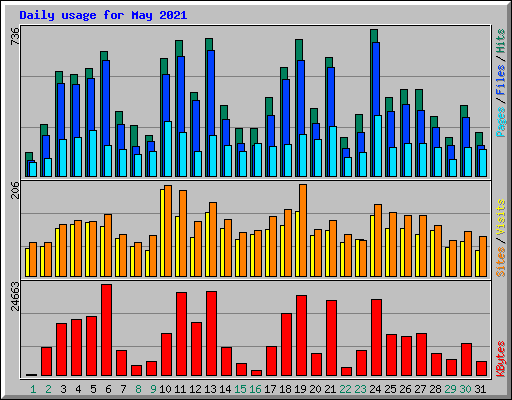 Daily usage for May 2021
736
Pages / Files / Hits
266
Sites / Visits
24663
KBytes
1 2 3 4 5 6 7 8 9 10 11 12 13 14 15 16 17 18 19 20 21 22 23 24 25 26 27 28 29 30 31